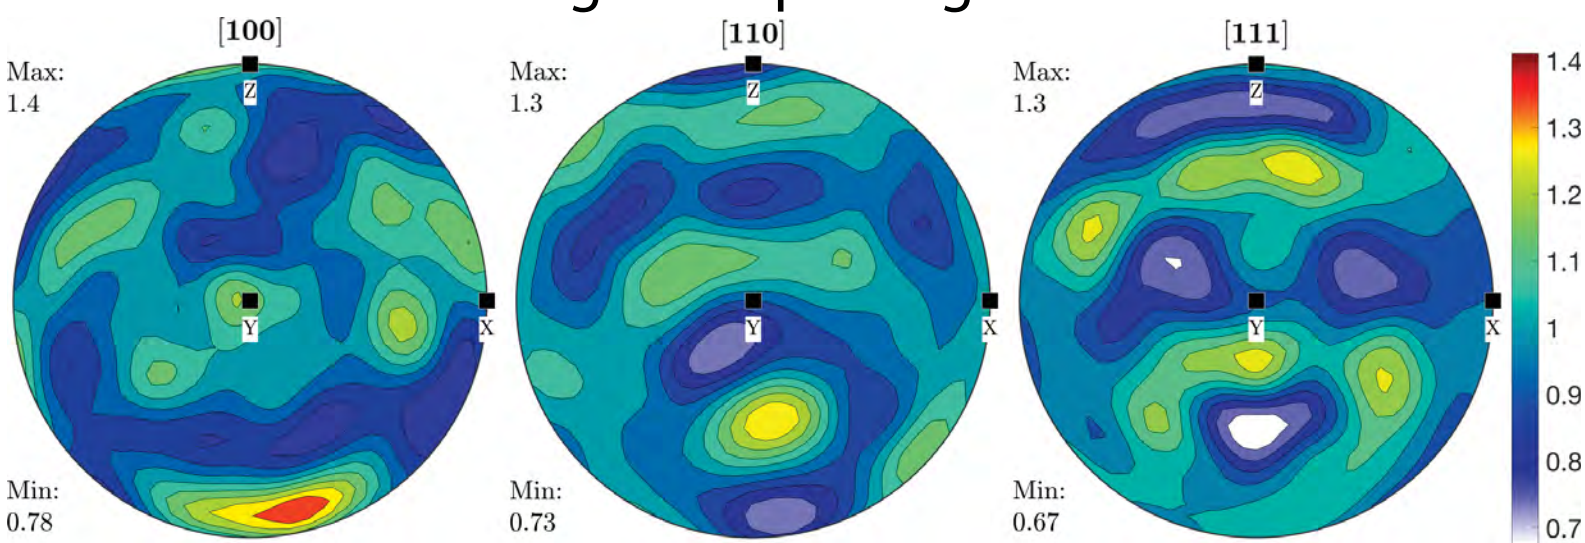 [100]
Max:
1.4
Z
Y
X
Min:
0.78
[110]
Max:
1.3
Z
Y
X
Min:
0.73
[111]
Max:
1.3
Z
Y
X
Min:
0.67
1.4
1.3
1.2
1.1
1
0.9
0.8
0.7